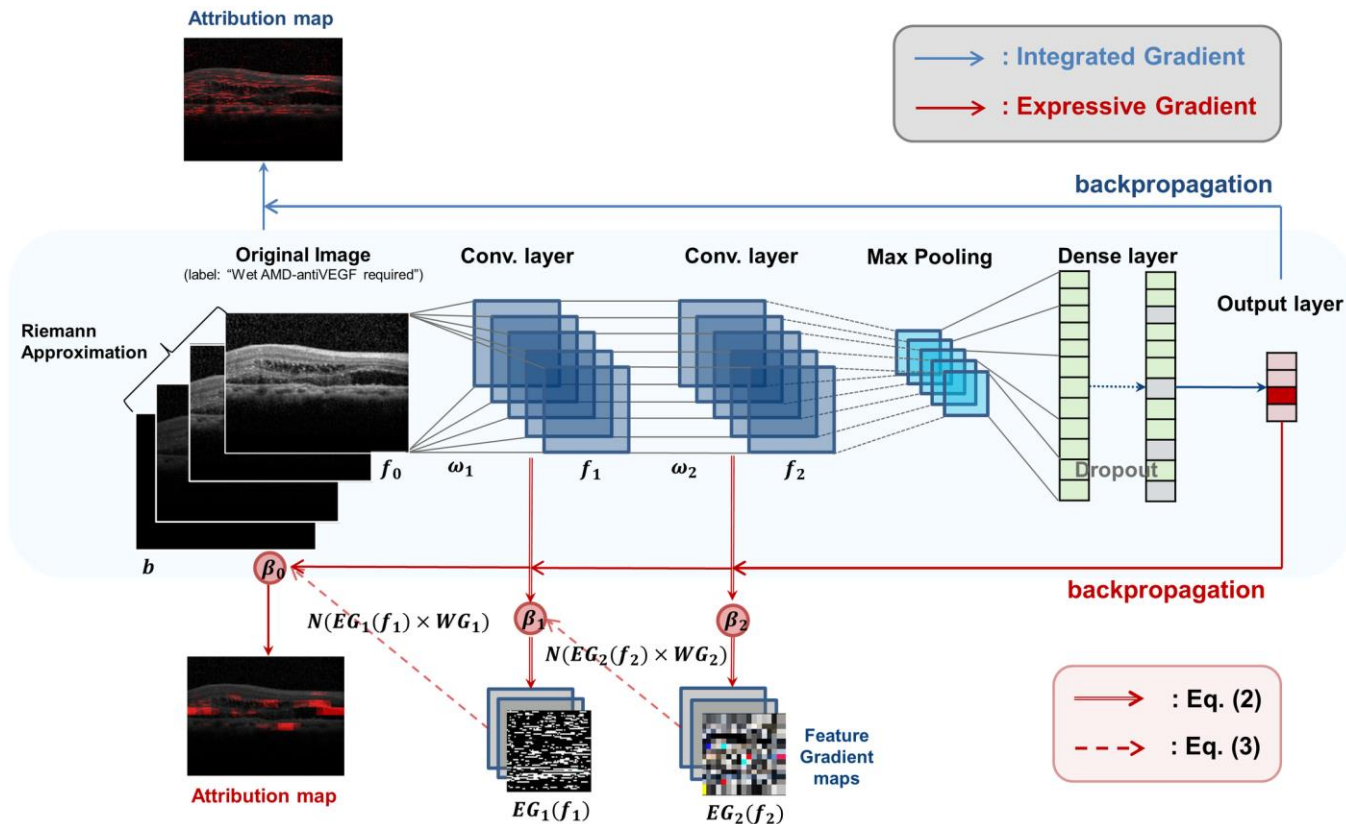 Attribution map
: Integrated Gradient
: Expressive Gradient
backpropagation
Original Image
(label: “Wet AMD-antiVEGF required”)
Conv. layer
Conv. layer
Max Pooling
Dense layer
Output layer
Riemann
Approximation
f₀
ω₁
f₁
ω₂
f₂
Dropout
b
β₀
backpropagation
N(EG₁(f₁) × WG₁)
β₁
β₂
N(EG₂(f₂) × WG₂)
: Eq. (2)
: Eq. (3)
Feature
Gradient
maps
Attribution map
EG₁(f₁)
EG₂(f₂)